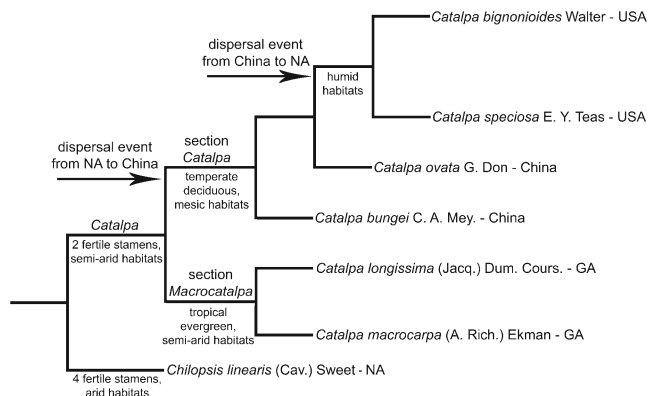 Catalpa bignonioides Walter - USA
dispersal event
from China to NA
humid
habitats
Catalpa speciosa E. Y. Teas - USA
dispersal event
from NA to China
section
Catalpa
temperate
deciduous,
mesic habitats
Catalpa ovata G. Don - China
Catalpa bungei C. A. Mey. - China
Catalpa
2 fertile stamens,
semi-arid habitats
section
Macrocatalpa
tropical
evergreen,
semi-arid habitats
Catalpa longissima (Jacq.) Dum. Cours. - GA
Catalpa macrocarpa (A. Rich.) Ekman - GA
4 fertile stamens,
arid habitats
Chilopsis linearis (Cav.) Sweet - NA